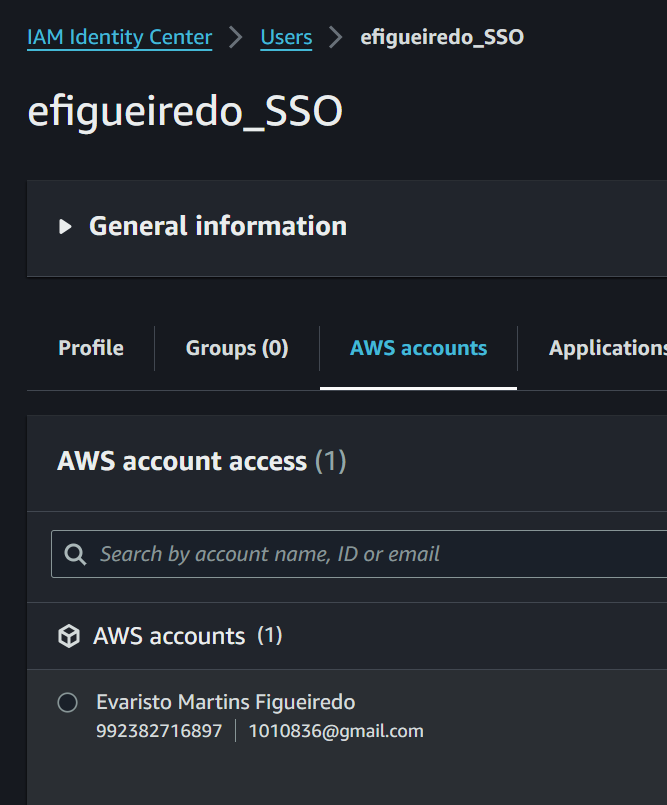 IAM Identity Center > Users > efigueiredo_SSO
efigueiredo_SSO
General information
Profile Groups (0) AWS accounts Applications
AWS account access (1)
Search by account name, ID or email
AWS accounts (1)
Evaristo Martins Figueiredo
992382716897 | 1010836@gmail.com